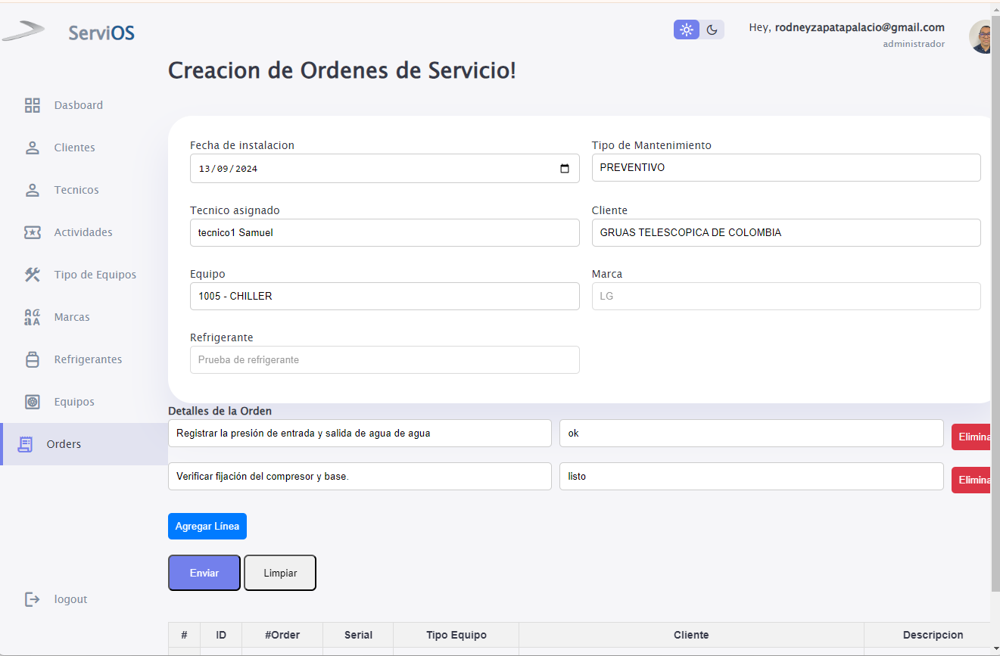 ServiOS
Hey, rodneyzapatapalacio@gmail.com
administrador
Creacion de Ordenes de Servicio!
Dasboard
Clientes
Tecnicos
Actividades
Tipo de Equipos
Marcas
Refrigerantes
Equipos
Orders
logout
Fecha de instalacion
Tipo de Mantenimiento
13/09/2024
PREVENTIVO
Tecnico asignado
Cliente
tecnico1 Samuel
GRUAS TELESCOPICA DE COLOMBIA
Equipo
Marca
1005 - CHILLER
LG
Refrigerante
Prueba de refrigerante
Detalles de la Orden
Registrar la presión de entrada y salida de agua de agua
ok
Elimina
Verificar fijación del compresor y base.
listo
Elimina
Agregar Línea
Enviar
Limpiar
# ID #Order Serial Tipo Equipo Cliente Descripcion